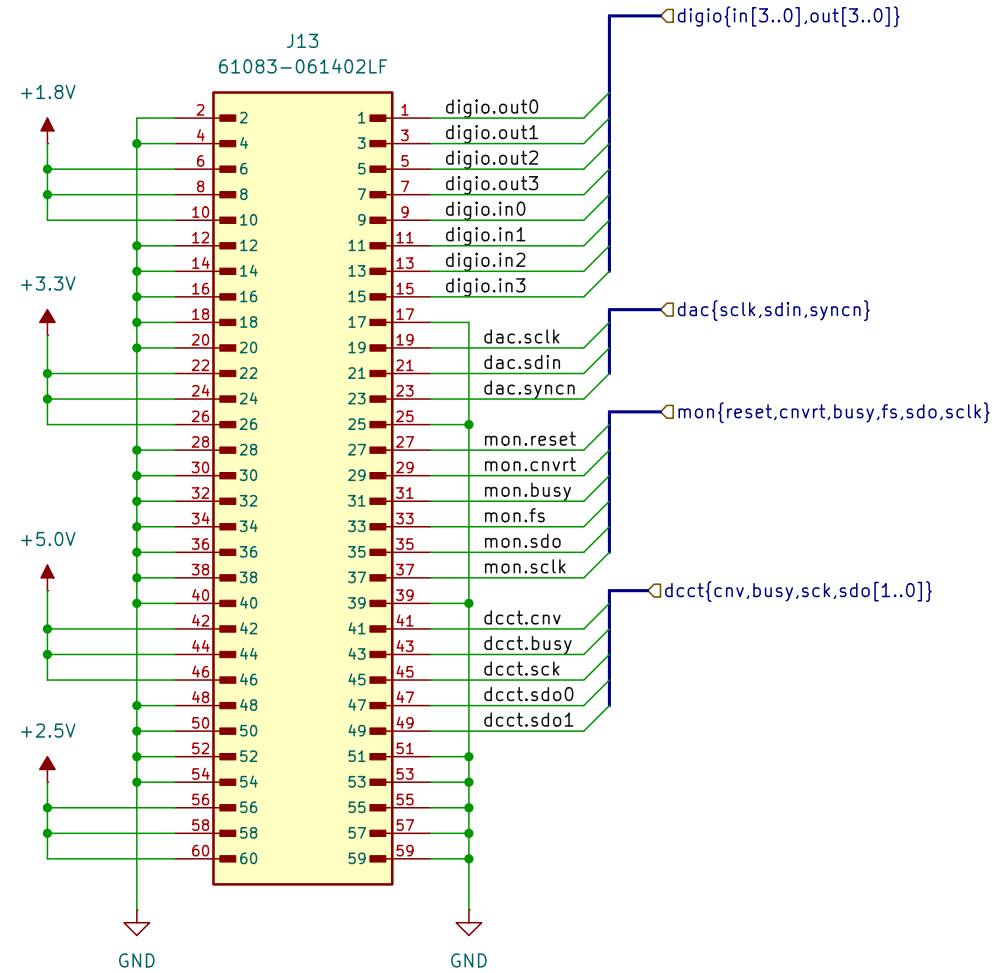 digio{in[3..0],out[3..0]}
J13
61083-061402LF
+1.8V
2 2 1 1 digio.out0
4 4 3 3 digio.out1
6 6 5 5 digio.out2
8 8 7 7 digio.out3
10 10 9 9 digio.in0
12 12 11 11 digio.in1
14 14 13 13 digio.in2
+3.3V
16 16 15 15 digio.in3
dac{sclk,sdin,syncn}
18 18 17 17
20 20 19 19 dac.sclk
22 22 21 21 dac.sdin
24 24 23 23 dac.syncn
mon{reset,cnvrt,busy,fs,sdo,sclk}
26 26 25 25
28 28 27 27 mon.reset
30 30 29 29 mon.cnvrt
32 32 31 31 mon.busy
34 34 33 33 mon.fs
+5.0V
36 36 35 35 mon.sdo
38 38 37 37 mon.sclk
dcct{cnv,busy,sck,sdo[1..0]}
40 40 39 39
42 42 41 41 dcct.cnv
44 44 43 43 dcct.busy
46 46 45 45 dcct.sck
48 48 47 47 dcct.sdo0
+2.5V
50 50 49 49 dcct.sdo1
52 52 51 51
54 54 53 53
56 56 55 55
58 58 57 57
60 60 59 59
GND GND